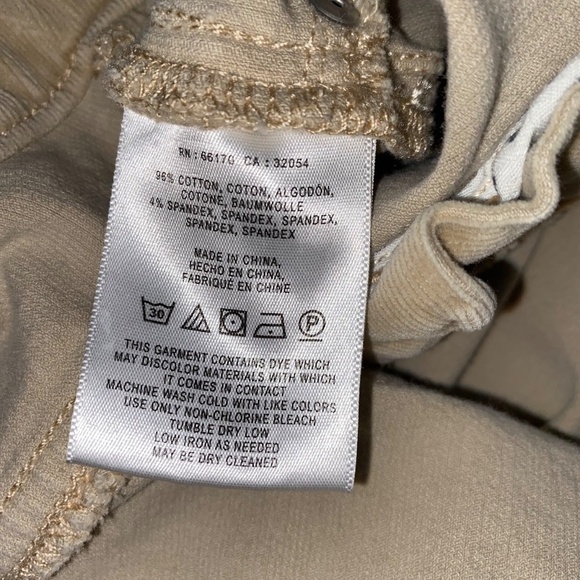 RN : 66170 CA : 32054
96% COTTON, COTON, ALGODÓN,
COTONE, BAUMWOLLE
4% SPANDEX, SPANDEX, SPANDEX,
SPANDEX, SPANDEX
MADE IN CHINA,
HECHO EN CHINA,
FABRIQUÉ EN CHINE
30 P
THIS GARMENT CONTAINS DYE WHICH
MAY DISCOLOR MATERIALS WITH WHICH
IT COMES IN CONTACT
MACHINE WASH COLD WITH LIKE COLORS
USE ONLY NON-CHLORINE BLEACH
TUMBLE DRY LOW
LOW IRON AS NEEDED
MAY BE DRY CLEANED